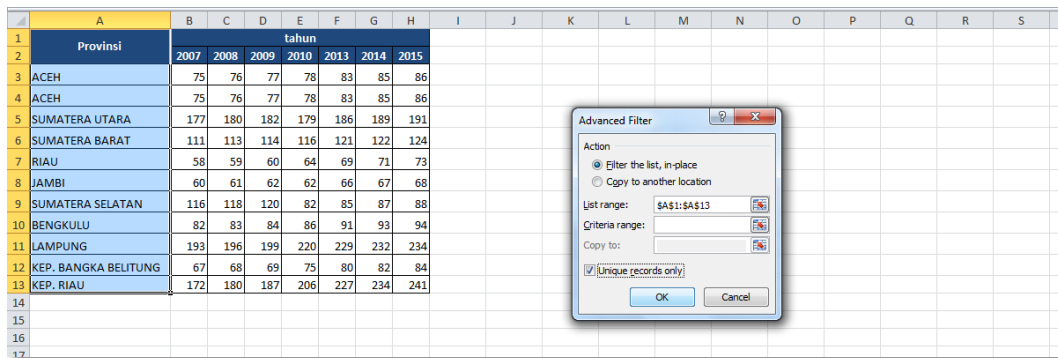 A B C D E F G H I J K L M N O P Q R S
1 Provinsi tahun
2 2007 2008 2009 2010 2013 2014 2015
3 ACEH 75 76 77 78 83 85 86
4 ACEH 75 76 77 78 83 85 86
5 SUMATERA UTARA 177 180 182 179 186 189 191
6 SUMATERA BARAT 111 113 114 116 121 122 124
7 RIAU 58 59 60 64 69 71 73
8 JAMBI 60 61 62 62 66 67 68
9 SUMATERA SELATAN 116 118 120 82 85 87 88
10 BENGKULU 82 83 84 86 91 93 94
11 LAMPUNG 193 196 199 220 229 232 234
12 KEP. BANGKA BELITUNG 67 68 69 75 80 82 84
13 KEP. RIAU 172 180 187 206 227 234 241
14
15
16
17
Advanced Filter
Action
Filter the list, in-place
Copy to another location
List range: $A$1:$A$13
Criteria range:
Copy to:
Unique records only
OK Cancel